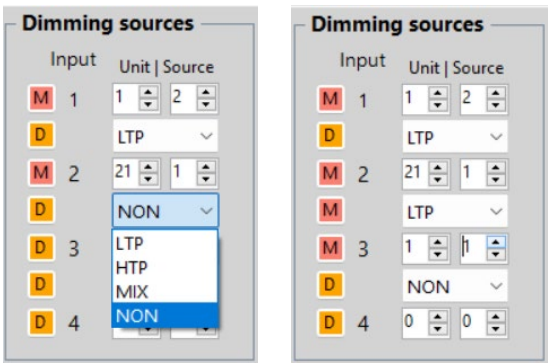 Dimming sources
Input Unit | Source
M 1 1 2
D LTP
M 2 21 1
D NON
LTP
D 3 HTP
D MIX
D 4 NON
Dimming sources
Input Unit | Source
M 1 1 2
D LTP
M 2 21 1
M LTP
M 3 1 1
D NON
D 4 0 0